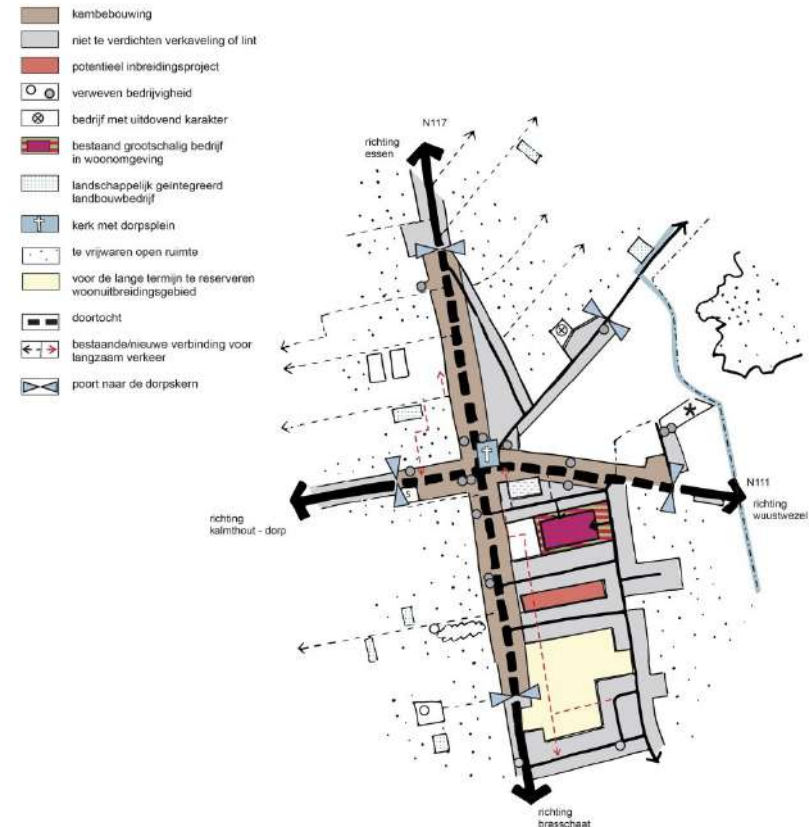 kernbebouwing
niet te verdichten verkaveling of lint
potentieel inbreidingsproject
verweven bedrijvigheid
bedrijf met uitdovend karakter
bestaand grootschalig bedrijf
in woonomgeving
landschappelijk geïntegreerd
landbouwbedrijf
kerk met dorpsplein
te vrijwaren open ruimte
voor de lange termijn te reserveren
woonuitbreidingsgebied
doortocht
bestaande/nieuwe verbinding voor
langzaam verkeer
poort naar de dorpskern
N117
richting
essen
s
N111
richting
wuustwezel
richting
kalmthout - dorp
richting
brasschaat